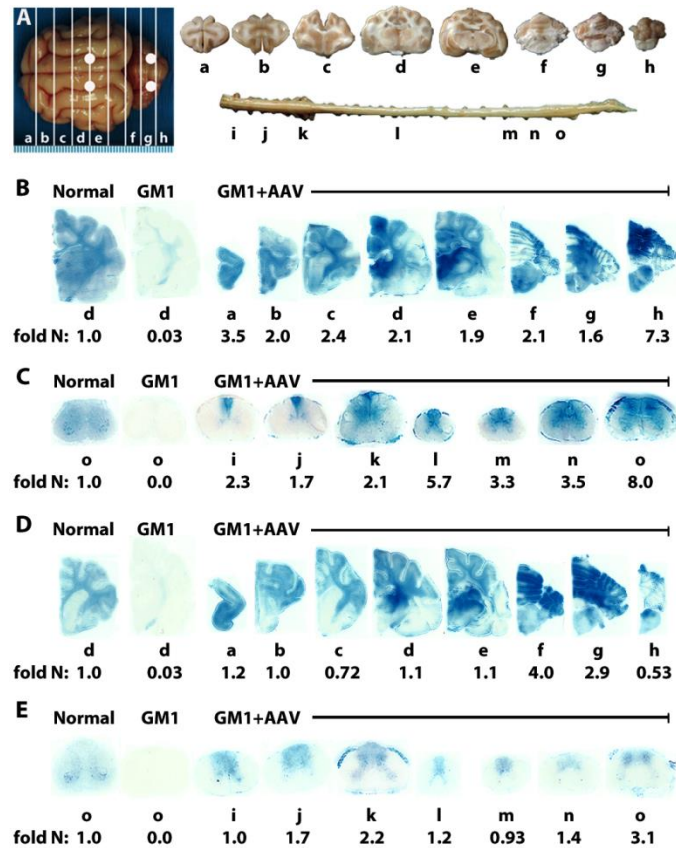 A
a b c d e f g h
a b c d e f g h
i j k l m n o
B Normal GM1 GM1+AAV
d d a b c d e f g h
fold N: 1.0 0.03 3.5 2.0 2.4 2.1 1.9 2.1 1.6 7.3
C Normal GM1 GM1+AAV
o o i j k l m n o
fold N: 1.0 0.0 2.3 1.7 2.1 5.7 3.3 3.5 8.0
D Normal GM1 GM1+AAV
d d a b c d e f g h
fold N: 1.0 0.03 1.2 1.0 0.72 1.1 1.1 4.0 2.9 0.53
E Normal GM1 GM1+AAV
o o i j k l m n o
fold N: 1.0 0.0 1.0 1.7 2.2 1.2 0.93 1.4 3.1